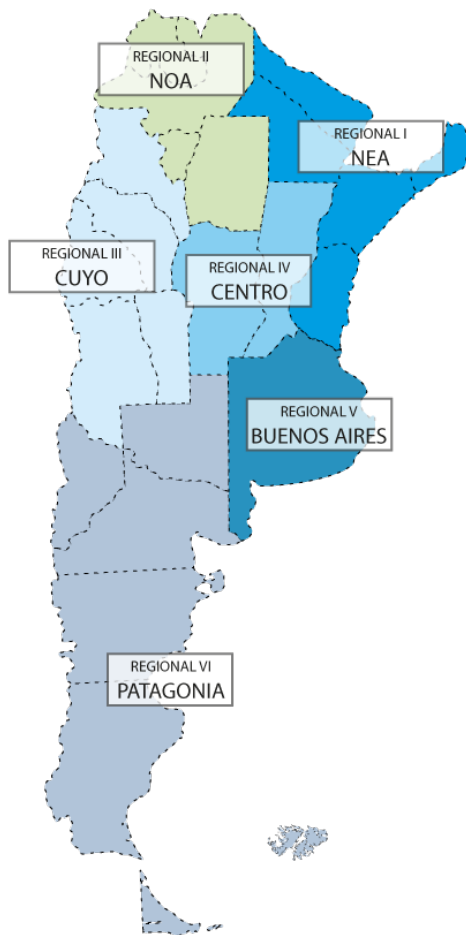 REGIONAL II
NOA
REGIONAL I
NEA
REGIONAL III
CUYO
REGIONAL IV
CENTRO
REGIONAL V
BUENOS AIRES
REGIONAL VI
PATAGONIA